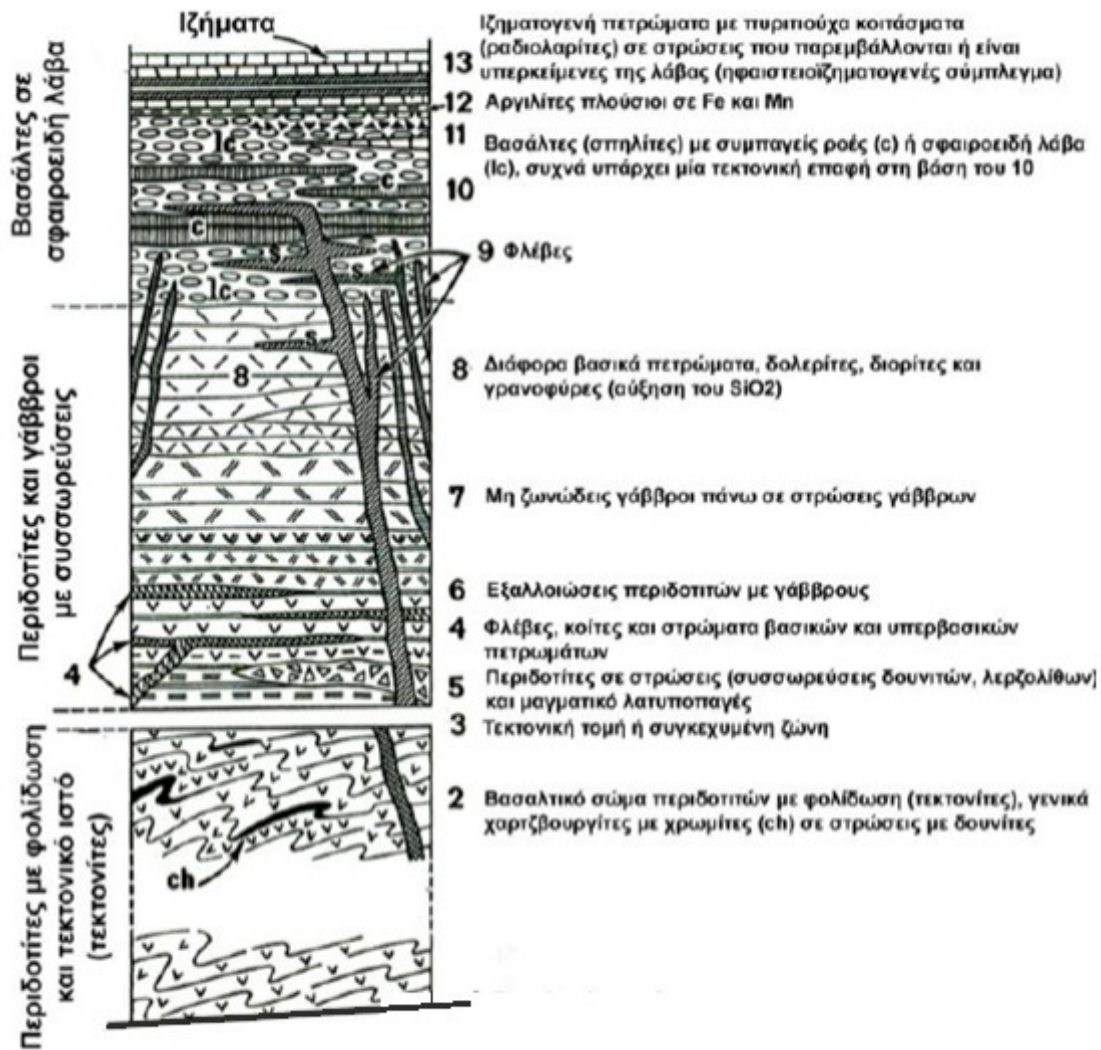 Ιζήματα
13 Ιζηματογενή πετρώματα με πυριτιούχα κοιτάσματα
(ραδιολαρίτες) σε στρώσεις που παρεμβάλλονται ή είναι
υπερκείμενες της λάβας (ηφαιστειοϊζηματογενές σύμπλεγμα)
12 Αργιλίτες πλούσιοι σε Fe και Mn
11
Βασάλτες (σπηλίτες) με συμπαγείς ροές (c) ή σφαιροειδή λάβα
(lc), συχνά υπάρχει μία τεκτονική επαφή στη βάση του 10
10
9 Φλέβες
8 Διάφορα βασικά πετρώματα, δολερίτες, διορίτες και
γρανοφύρες (αύξηση του SiO2)
7 Μη ζωνώδεις γάββροι πάνω σε στρώσεις γάββρων
6 Εξαλλοιώσεις περιδοτιτών με γάββρους
4 Φλέβες, κοίτες και στρώματα βασικών και υπερβασικών
πετρωμάτων
5 Περιδοτίτες σε στρώσεις (συσσωρεύσεις δουνιτών, λερζολίθων)
και μαγματικό λατυποπαγές
3 Τεκτονική τομή ή συγκεχυμένη ζώνη
2 Βασαλτικό σώμα περιδοτιτών με φολίδωση (τεκτονίτες), γενικά
χαρτζβουργίτες με χρωμίτες (ch) σε στρώσεις με δουνίτες
Βασάλτες σε
σφαιροειδή λάβα
Περιδοτίτες και γάββροι
με συσσωρεύσεις
Περιδοτίτες με φολίδωση
και τεκτονικό ιστό
(τεκτονίτες)
lc
c
c
s
s
lc
s
8
4
ch